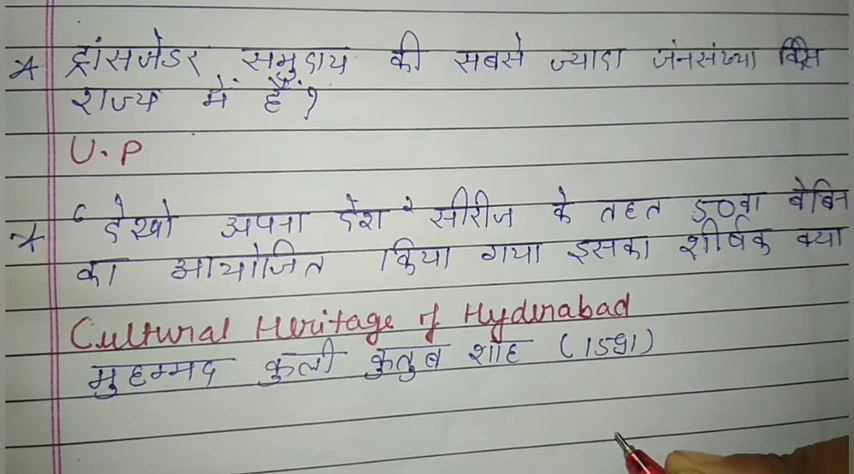 * ट्रांसजेंडर समुदाय की सबसे ज्यादा जनसंख्या किस
राज्य में है?
U.P
* ‘देखो अपना देश’ सीरीज के तहत 50वा वेबिन
का आयोजित किया गया इसका शीर्षक क्या
Cultural Heritage of Hyderabad
मुहम्मद कुली कुतुब शाह (1591)